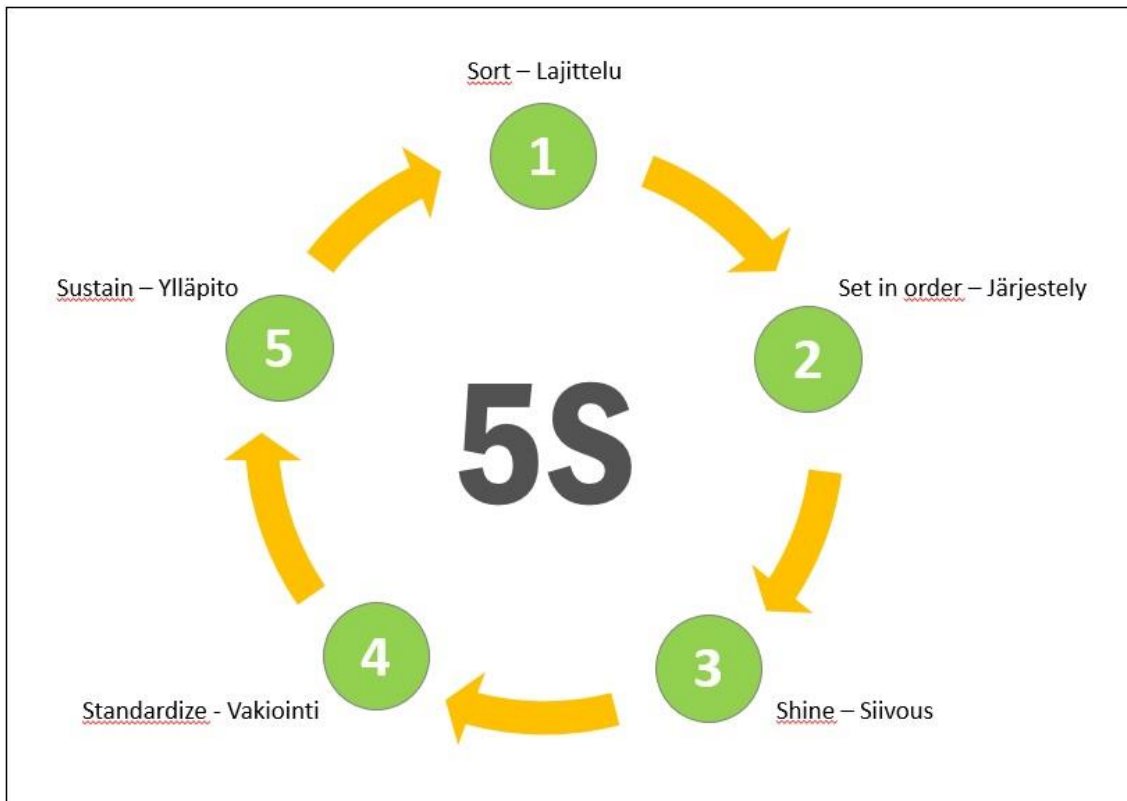 Sort – Lajittelu
1
Set in order – Järjestely
2
Shine – Siivous
3
Standardize - Vakiointi
4
Sustain – Ylläpito
5
5S